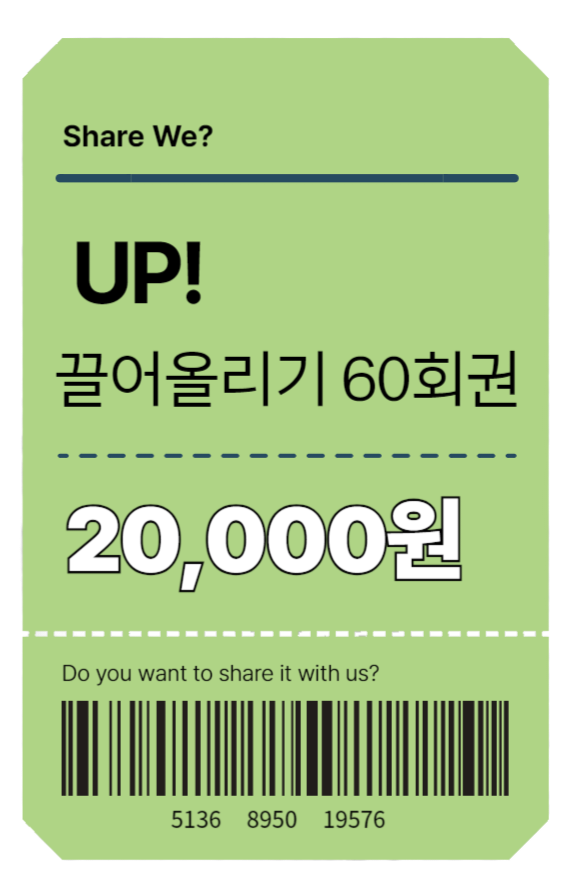 Share We?
UP!
끌어올리기 60회권
20,000원
Do you want to share it with us?
5136 8950 19576